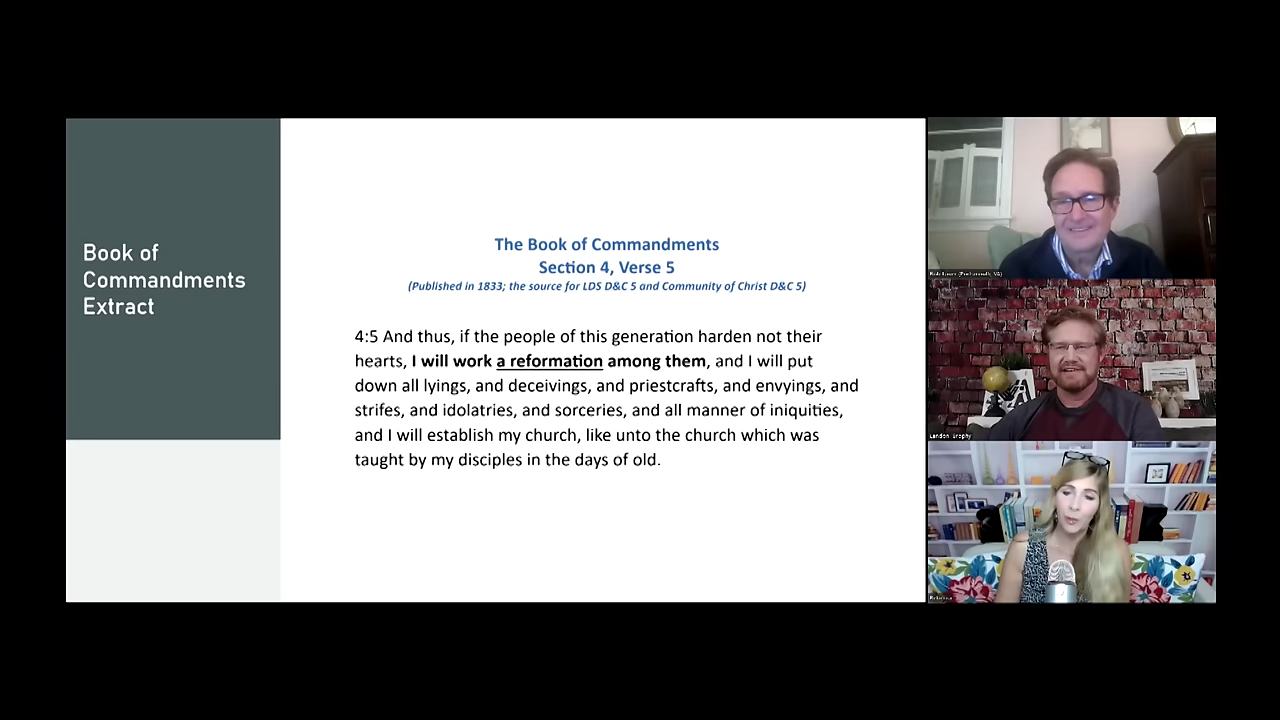 Book of
Commandments
Extract
The Book of Commandments
Section 4, Verse 5
(Published in 1833; the source for LDS D&C 5 and Community of Christ D&C 5)
4:5 And thus, if the people of this generation harden not their
hearts, I will work a reformation among them, and I will put
down all lyings, and deceivings, and priestcrafts, and envyings, and
strifes, and idolatries, and sorceries, and all manner of iniquities,
and I will establish my church, like unto the church which was
taught by my disciples in the days of old.
Landon Brophy